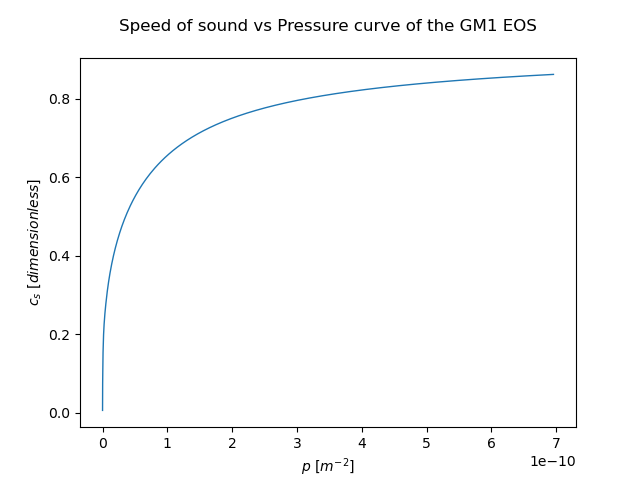 Speed of sound vs Pressure curve of the GM1 EOS
0.8
0.6
0.4
0.2
0.0
c_s [dimensionless]
0 1 2 3 4 5 6 7
1e−10
p [m^{−2}]